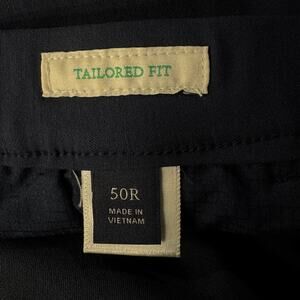 TAILORED FIT
50R
MADE IN
VIETNAM